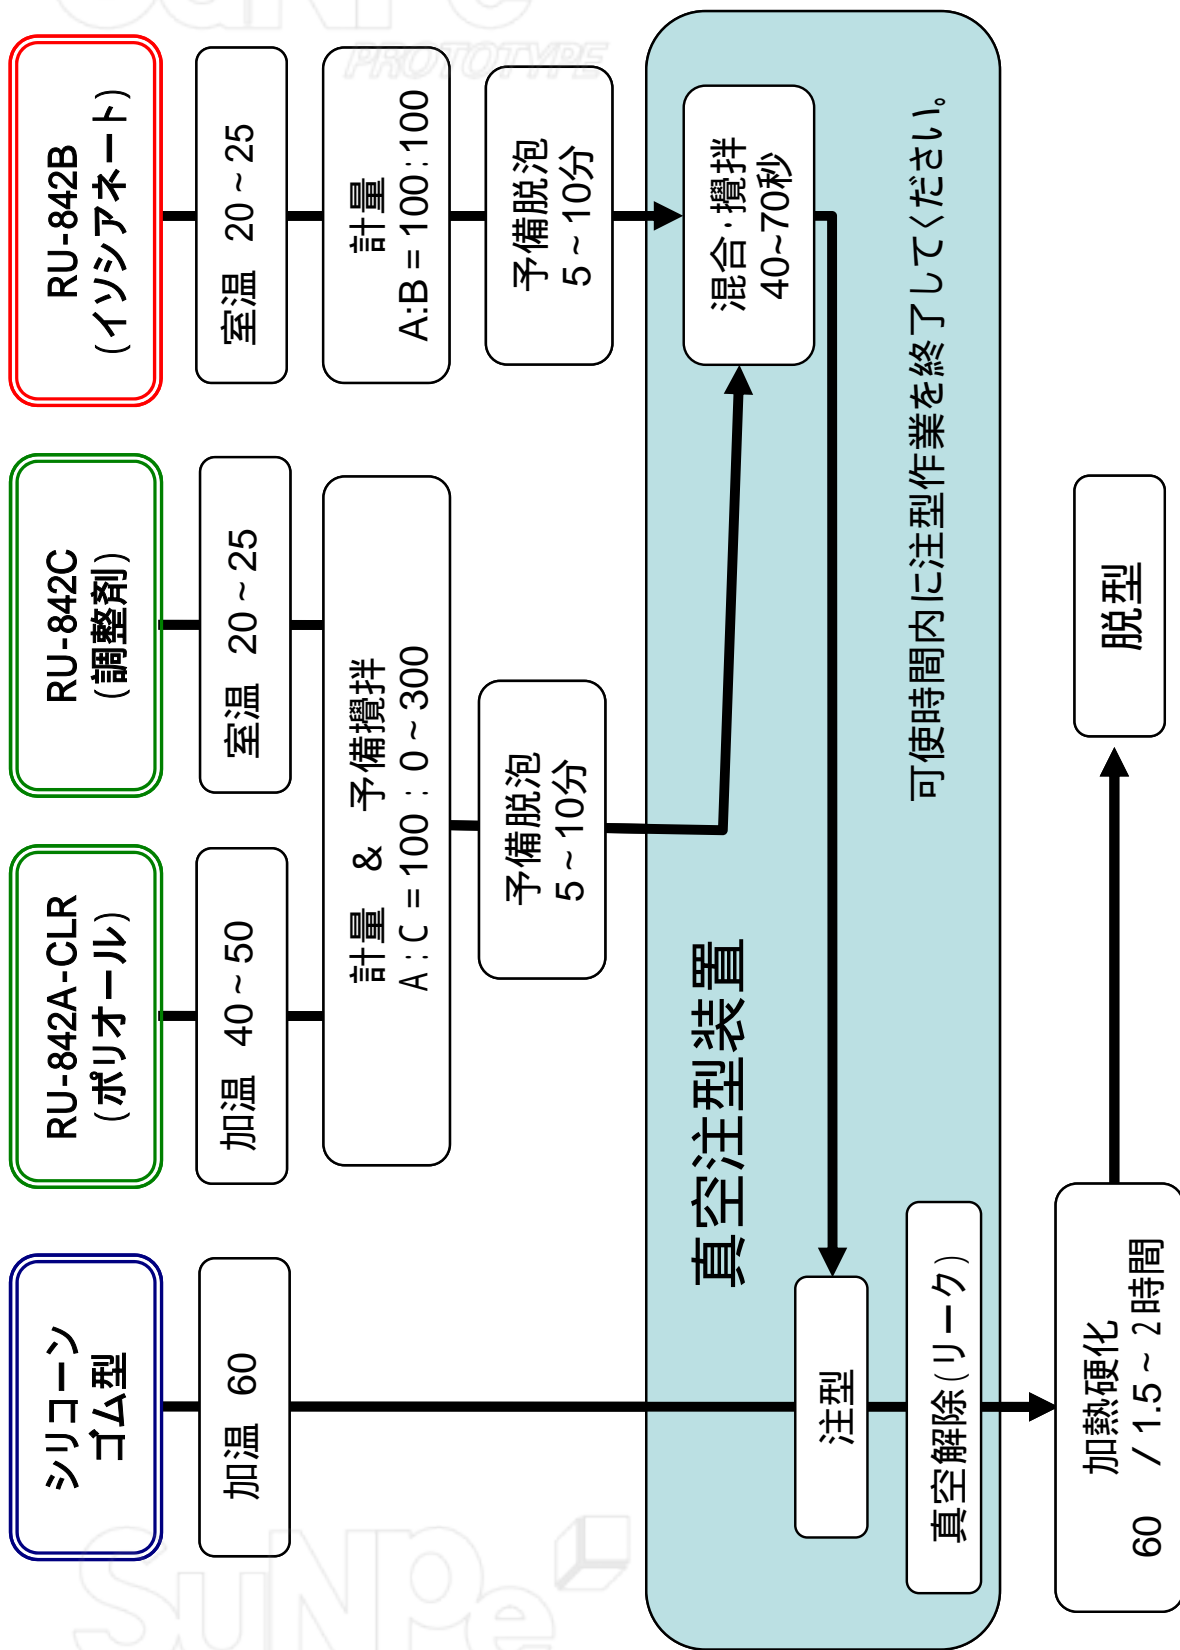 シリコーン
ゴム型
加温 60
RU-842A-CLR
(ポリオール)
加温 40~50
RU-842C
(調整剤)
室温 20~25
計量 & 予備攪拌
A:C=100:0~300
予備脱泡
5~10分
RU-842B
(イソシアネート)
室温 20~25
計量
A:B=100:100
予備脱泡
5~10分
真空注型装置
混合・攪拌
40~70秒
注型
真空解除(リーク)
可使時間内に注型作業を終了してください。
加熱硬化
60 / 1.5~2時間
脱型
SuNPe
PROTOTYPE
SuNPe